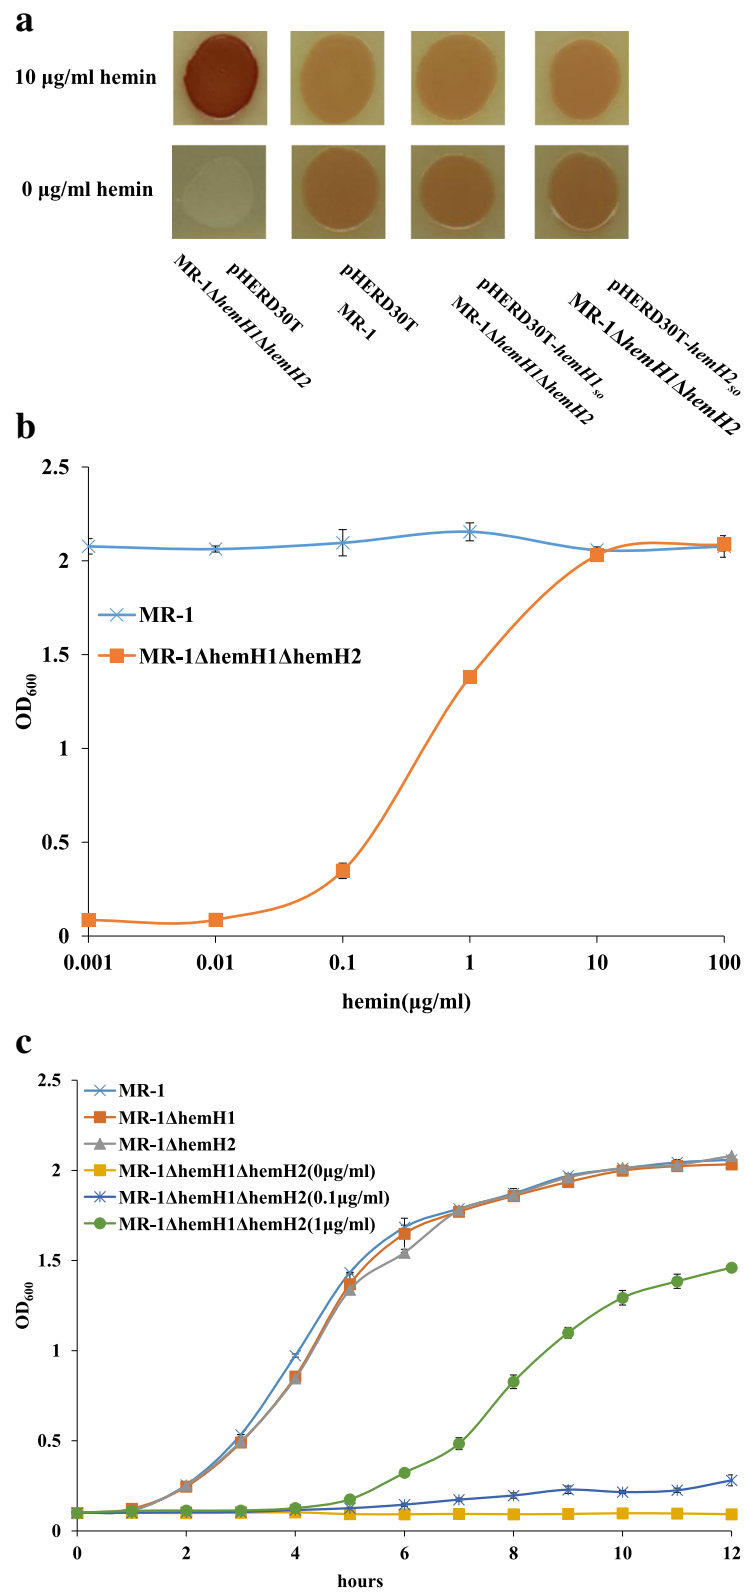 a
10 µg/ml hemin
0 µg/ml hemin
pHERD30T
MR-1ΔhemH1ΔhemH2
pHERD30T
MR-1
pHERD30T-hemH1so
MR-1ΔhemH1ΔhemH2
pHERD30T-hemH2so
MR-1ΔhemH1ΔhemH2
b
2.5
2
1.5
1
0.5
0
OD600
MR-1
MR-1ΔhemH1ΔhemH2
0.001 0.01 0.1 1 10 100
hemin(µg/ml)
c
2.5
2
1.5
1
0.5
0
OD600
MR-1
MR-1ΔhemH1
MR-1ΔhemH2
MR-1ΔhemH1ΔhemH2(0µg/ml)
MR-1ΔhemH1ΔhemH2(0.1µg/ml)
MR-1ΔhemH1ΔhemH2(1µg/ml)
0 2 4 6 8 10 12
hours